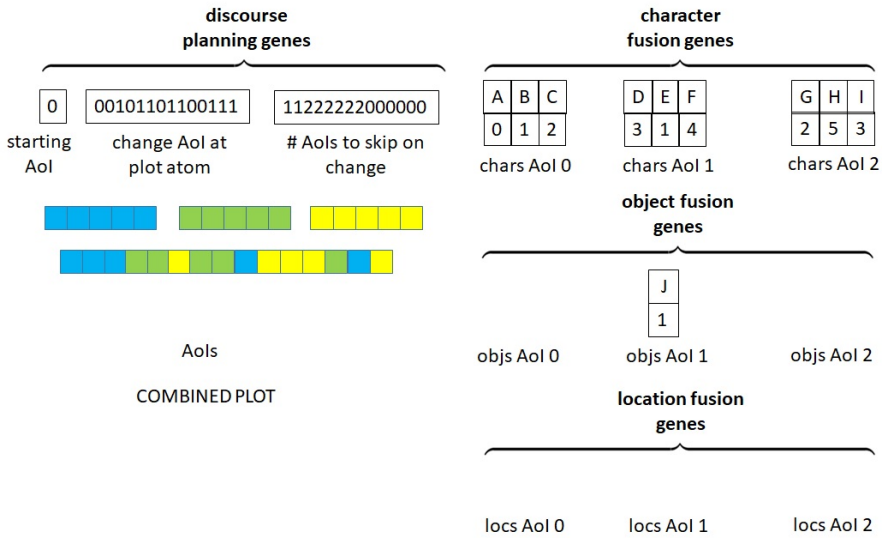 discourse
planning genes
0
00101101100111
11222222000000
starting
AoI
change AoI at
plot atom
# AoIs to skip on
change
AoIs
COMBINED PLOT
character
fusion genes
A B C
0 1 2
chars AoI 0
D E F
3 1 4
chars AoI 1
G H I
2 5 3
chars AoI 2
object fusion
genes
J
1
objs AoI 0
objs AoI 1
objs AoI 2
location fusion
genes
locs AoI 0
locs AoI 1
locs AoI 2